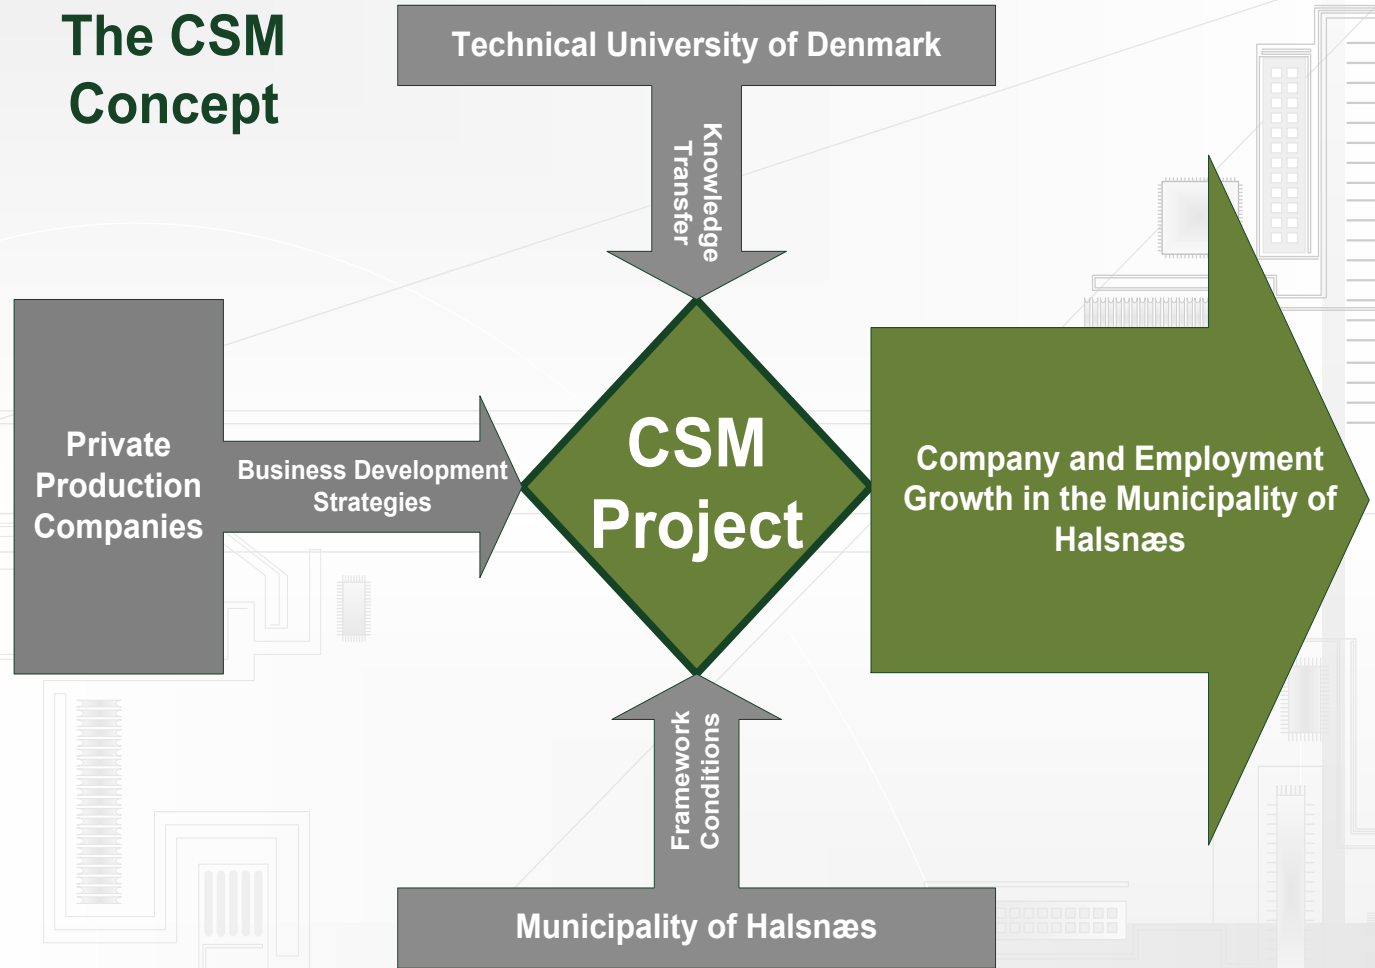 The CSM
Concept
Technical University of Denmark
Knowledge
Transfer
Private
Production
Companies
Business Development
Strategies
CSM
Project
Company and Employment
Growth in the Municipality of
Halsnæs
Framework
Conditions
Municipality of Halsnæs